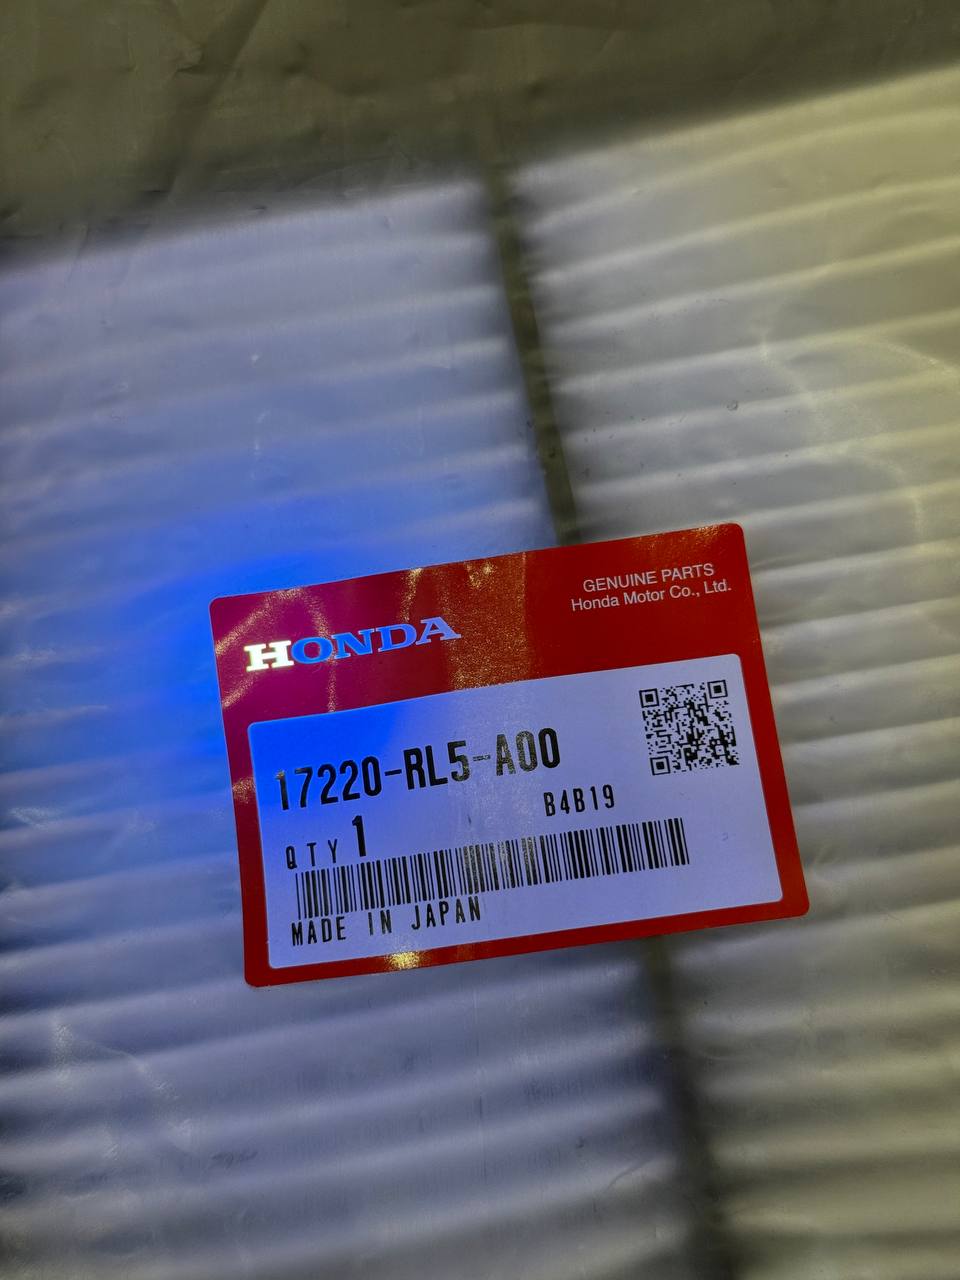 GENUINE PARTS
Honda Motor Co., Ltd.
HONDA
17220-RL5-A00
B4B19
QTY 1
MADE IN JAPAN